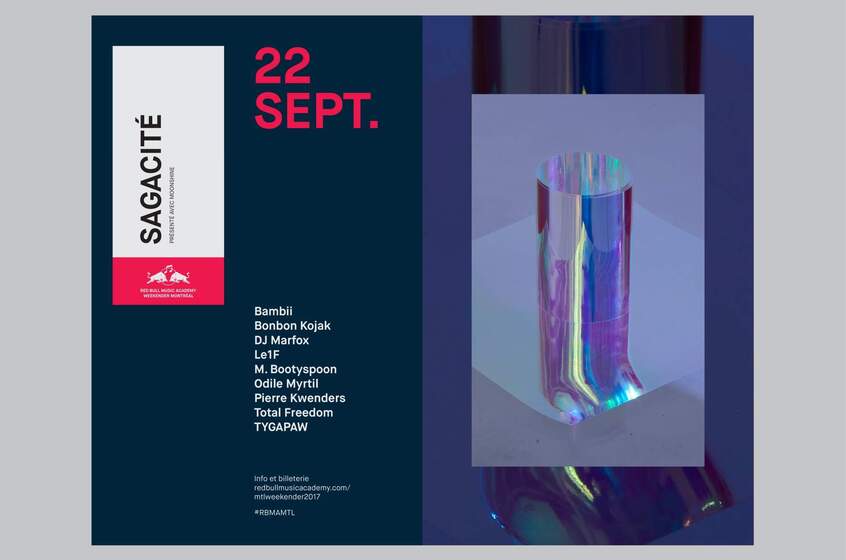 SAGACITÉ
PRÉSENTÉ AVEC MOONSHINE
RED BULL MUSIC ACADEMY
WEEKENDER MONTRÉAL
22
SEPT.
Bambii
Bonbon Kojak
DJ Marfox
Le1F
M. Bootyspoon
Odile Myrtil
Pierre Kwenders
Total Freedom
TYGAPAW
Info et billeterie
redbullmusicacademy.com/
mtlweekender2017
#RBMAMTL